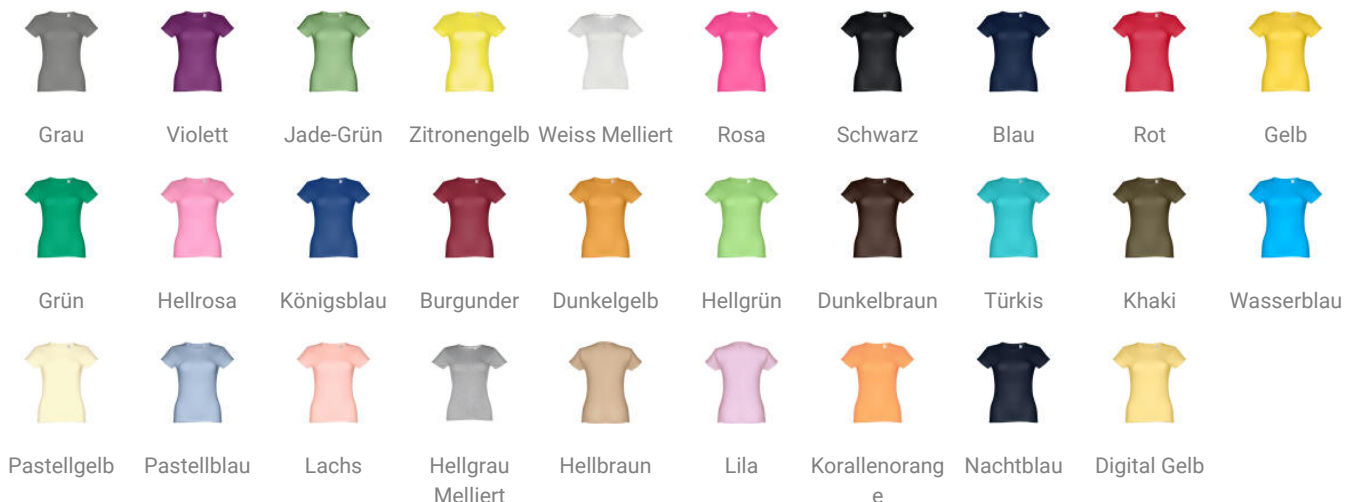 Grau Violett Jade-Grün Zitronengelb Weiss Melliert Rosa Schwarz Blau Rot Gelb
Grün Hellrosa Königsblau Burgunder Dunkelgelb Hellgrün Dunkelbraun Türkis Khaki Wasserblau
Pastellgelb Pastellblau Lachs Hellgrau Hellbraun Lila Korallenorang Nachtblau Digital Gelb
Melliert e